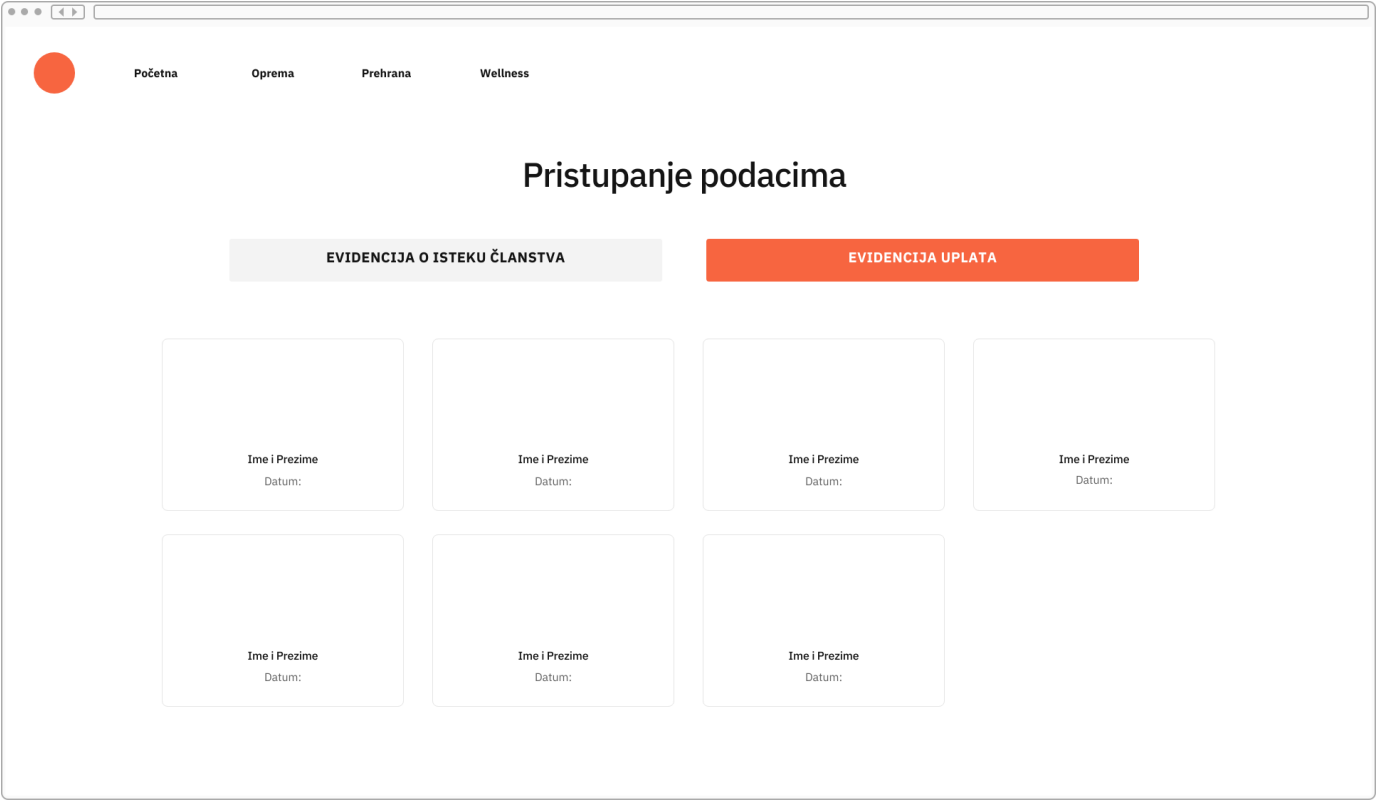 Početna Oprema Prehrana Wellness
Pristupanje podacima
EVIDENCIJA O ISTEKU ČLANSTVA EVIDENCIJA UPLATA
Ime i Prezime Ime i Prezime Ime i Prezime Ime i Prezime
Datum: Datum: Datum: Datum:
Ime i Prezime Ime i Prezime Ime i Prezime
Datum: Datum: Datum: